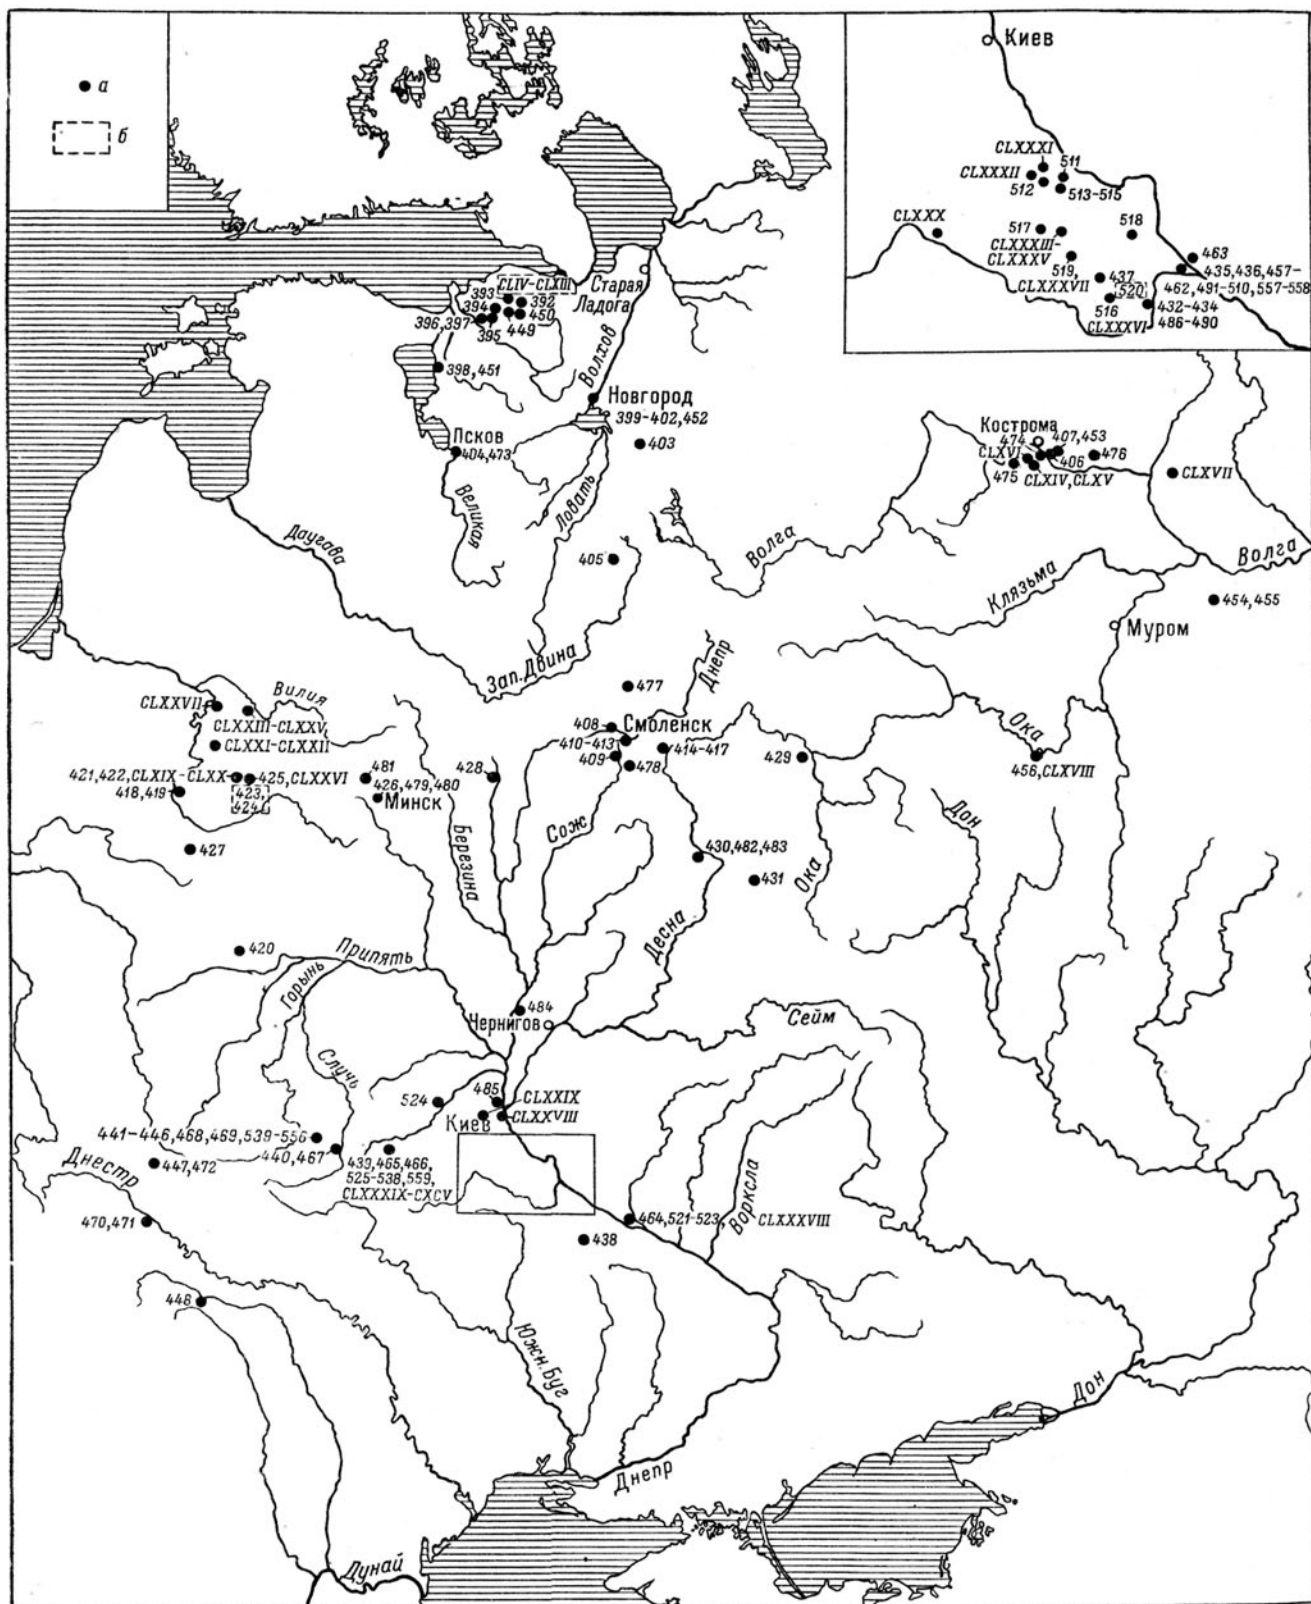 а
б
Киев
CLXXXI
511
CLXXXII
512
513-515
CLXXX
517
518
CLXXXIII-
CLXXXV
463
519,
CLXXXVII
437
520
435,436,457-
462,491-510,557-558
516
432-434
CLXXXVI
486-490
Старая
Ладога
CLIV-CLXIII
393
392
394
450
396,397
395
449
398,451
Волхов
Новгород
399-402,452
403
Псков
404,473
Великая
Ловать
405
Кострома
474
407,453
CLXVI
406
476
475
CLXIV,CLXV
CLXVII
Волга
Волга
Клязьма
454,455
Муром
Даугава
Зап.Двина
Днепр
477
CLXXVII
Вилия
CLXXIII-CLXXV
CLXXI-CLXXII
408
Смоленск
410-413
414-417
409
478
429
Ока
456,CLXVIII
421,422,CLXIX-CLXX
425,CLXXVI
418,419
423,
424
481
426,479,480
Минск
428
427
Березина
Сож
430,482,483
431
Ока
Дон
Десна
420
Припять
Горынь
484
Чернигов
Сейм
Случь
524
485
CLXXIX
Киев
CLXXVIII
441-446,468,469,539-556
447,472
440,467
439,465,466,
525-538,559,
CLXXXIX-CXCV
Днестр
470,471
Ворксла
464,521-523,
CLXXXVIII
438
448
Южн.Буг
Дон
Днепр
Дунай